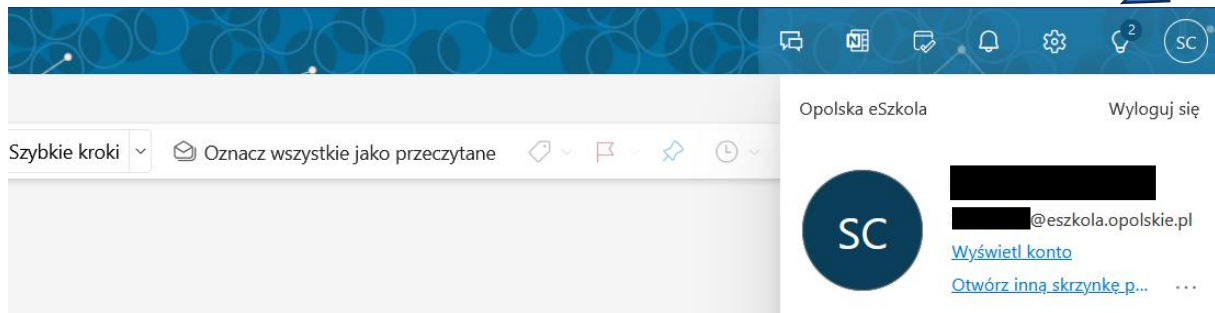 2
SC
Opolska eSzkola
Wyloguj się
Szybkie kroki
Oznacz wszystkie jako przeczytane
SC
@eszkola.opolskie.pl
Wyświetl konto
Otwórz inną skrzynkę p... ...